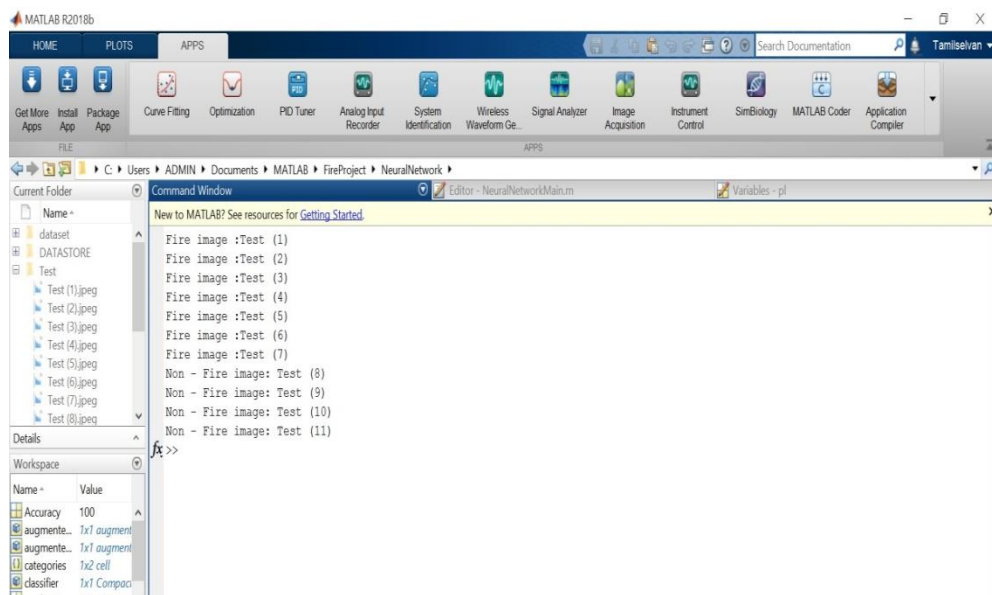 MATLAB R2018b
HOME PLOTS APPS
Search Documentation
Tamilselvan
Get More Apps
Install App
Package App
Curve Fitting
Optimization
PID Tuner
Analog Input Recorder
System Identification
Wireless Waveform Ge...
Signal Analyzer
Image Acquisition
Instrument Control
SimBiology
MATLAB Coder
Application Compiler
FILE
APPS
C: Users ADMIN Documents MATLAB FireProject NeuralNetwork
Current Folder
Name
dataset
DATASTORE
Test
Test (1).jpeg
Test (2).jpeg
Test (3).jpeg
Test (4).jpeg
Test (5).jpeg
Test (6).jpeg
Test (7).jpeg
Test (8).jpeg
Details
Workspace
Name Value
Accuracy 100
augmente... 1x1 augment
augmente... 1x1 augment
categories 1x2 cell
classifier 1x1 Compac
Command Window
Editor - NeuralNetworkMain.m
Variables - pl
New to MATLAB? See resources for Getting Started.
Fire image :Test (1)
Fire image :Test (2)
Fire image :Test (3)
Fire image :Test (4)
Fire image :Test (5)
Fire image :Test (6)
Fire image :Test (7)
Non - Fire image: Test (8)
Non - Fire image: Test (9)
Non - Fire image: Test (10)
Non - Fire image: Test (11)
fx >>